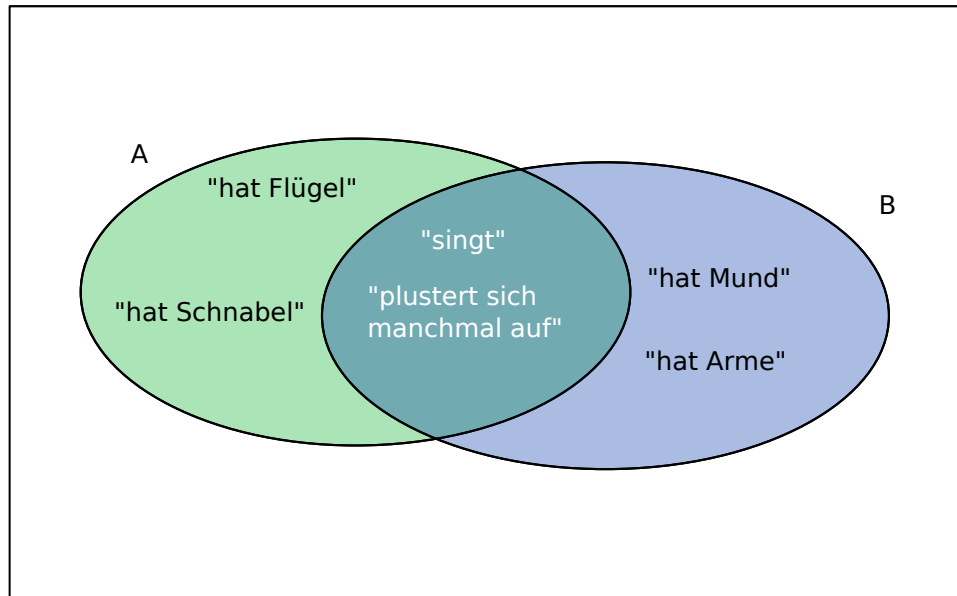 A
"hat Flügel"
B
"singt"
"hat Mund"
"plustert sich
manchmal auf"
"hat Schnabel"
"hat Arme"